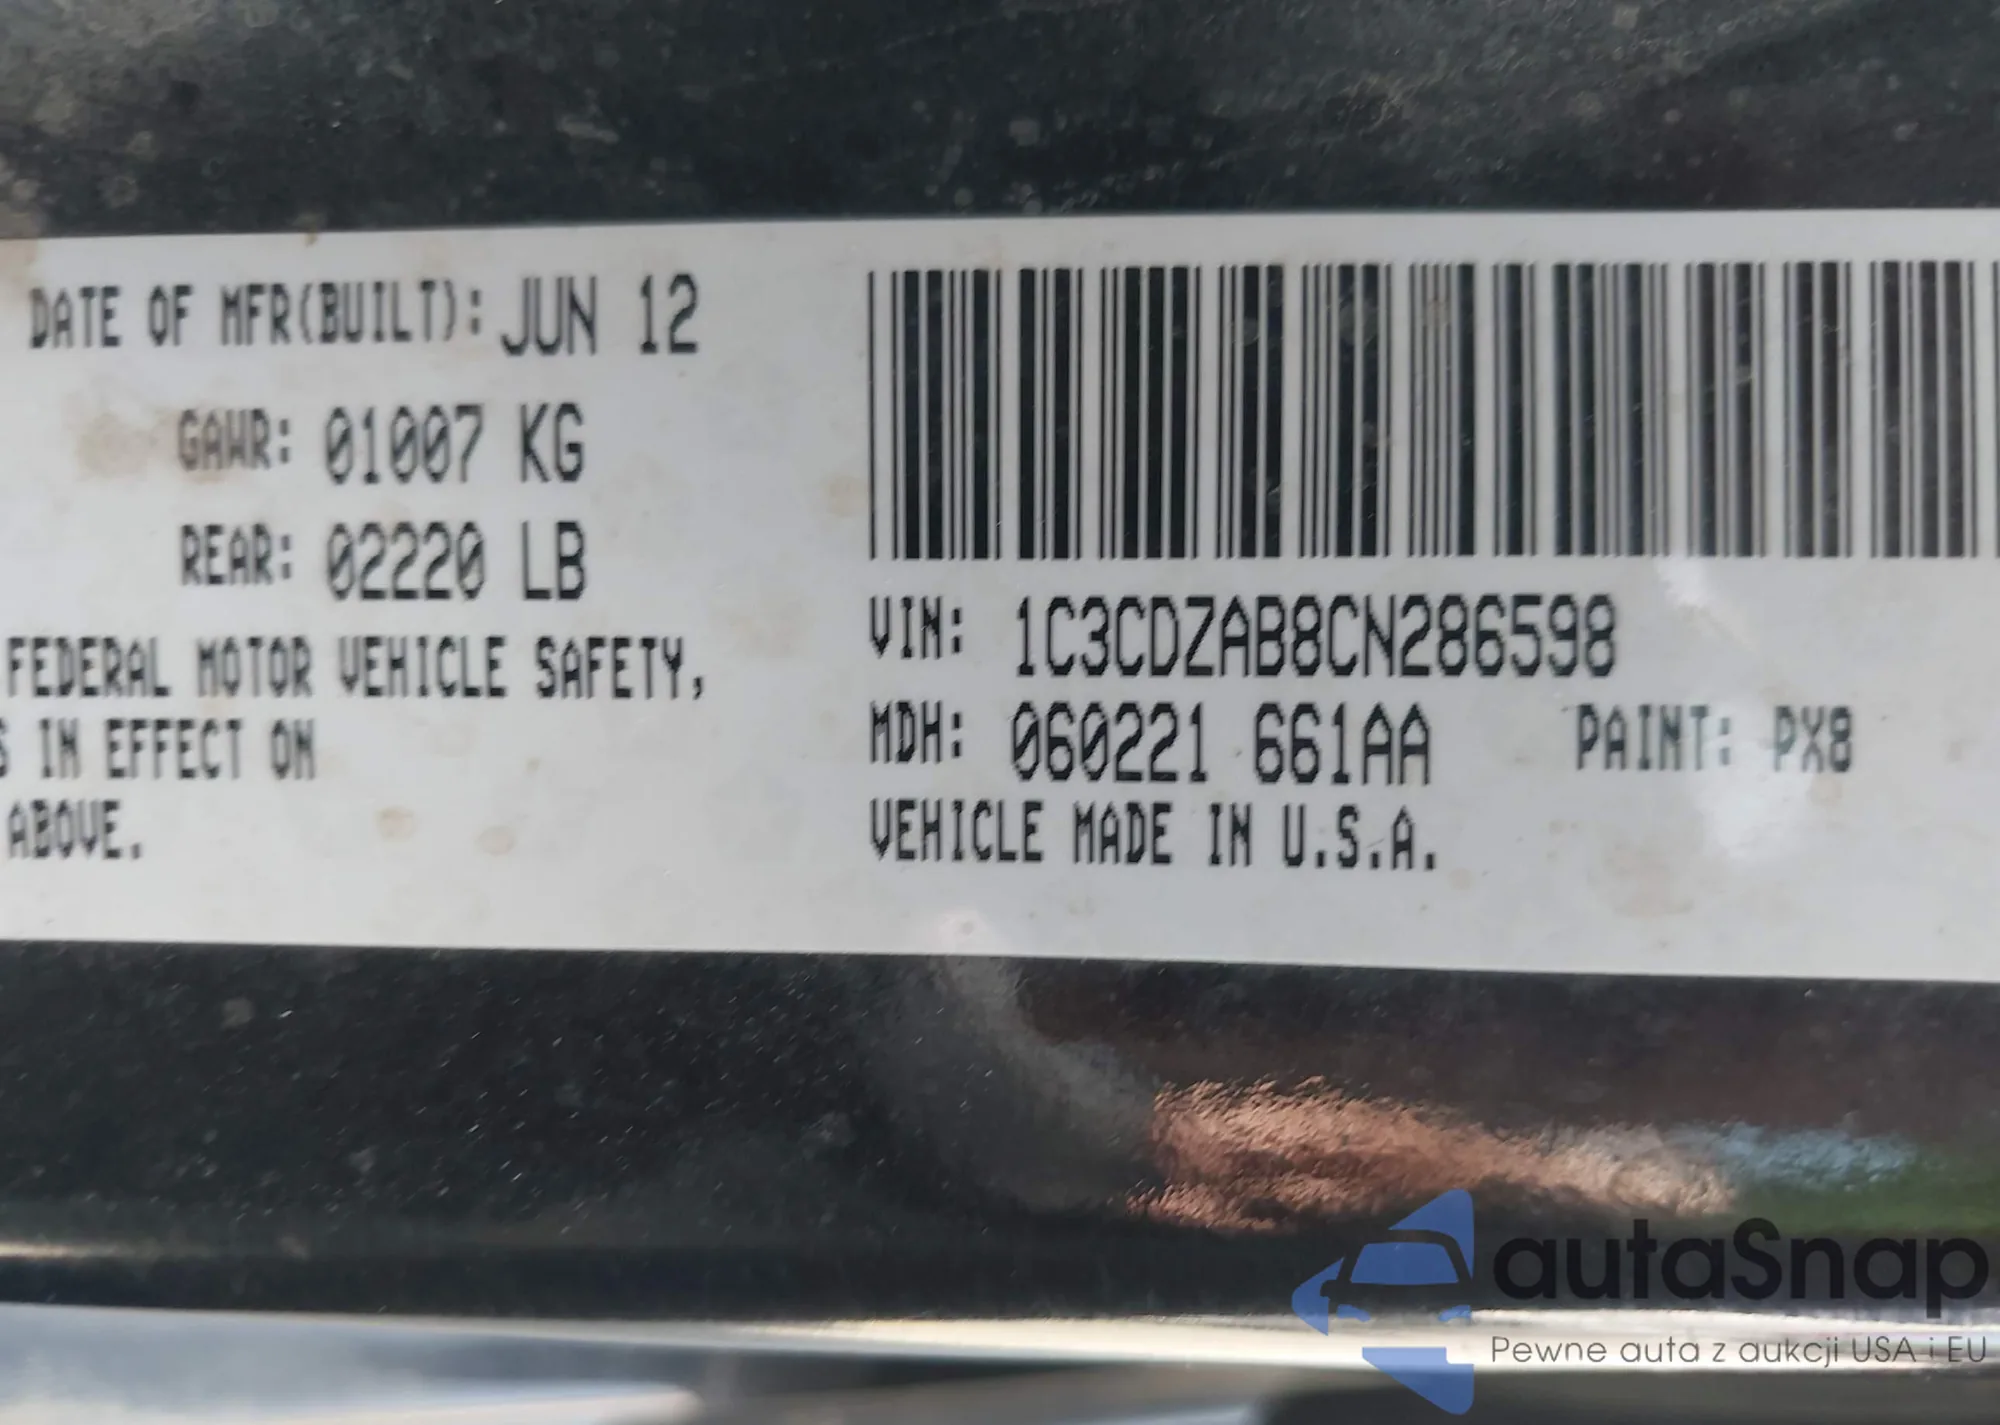 DATE OF MFR(BUILT): JUN 12
GAWR: 01007 KG
REAR: 02220 LB
FEDERAL MOTOR VEHICLE SAFETY,
S IN EFFECT ON
ABOVE.
VIN: 1C3CDZAB8CN286598
MDH: 060221 661AA PAINT: PX8
VEHICLE MADE IN U.S.A.
autaSnap
Pewne auta z aukcji USA i EU